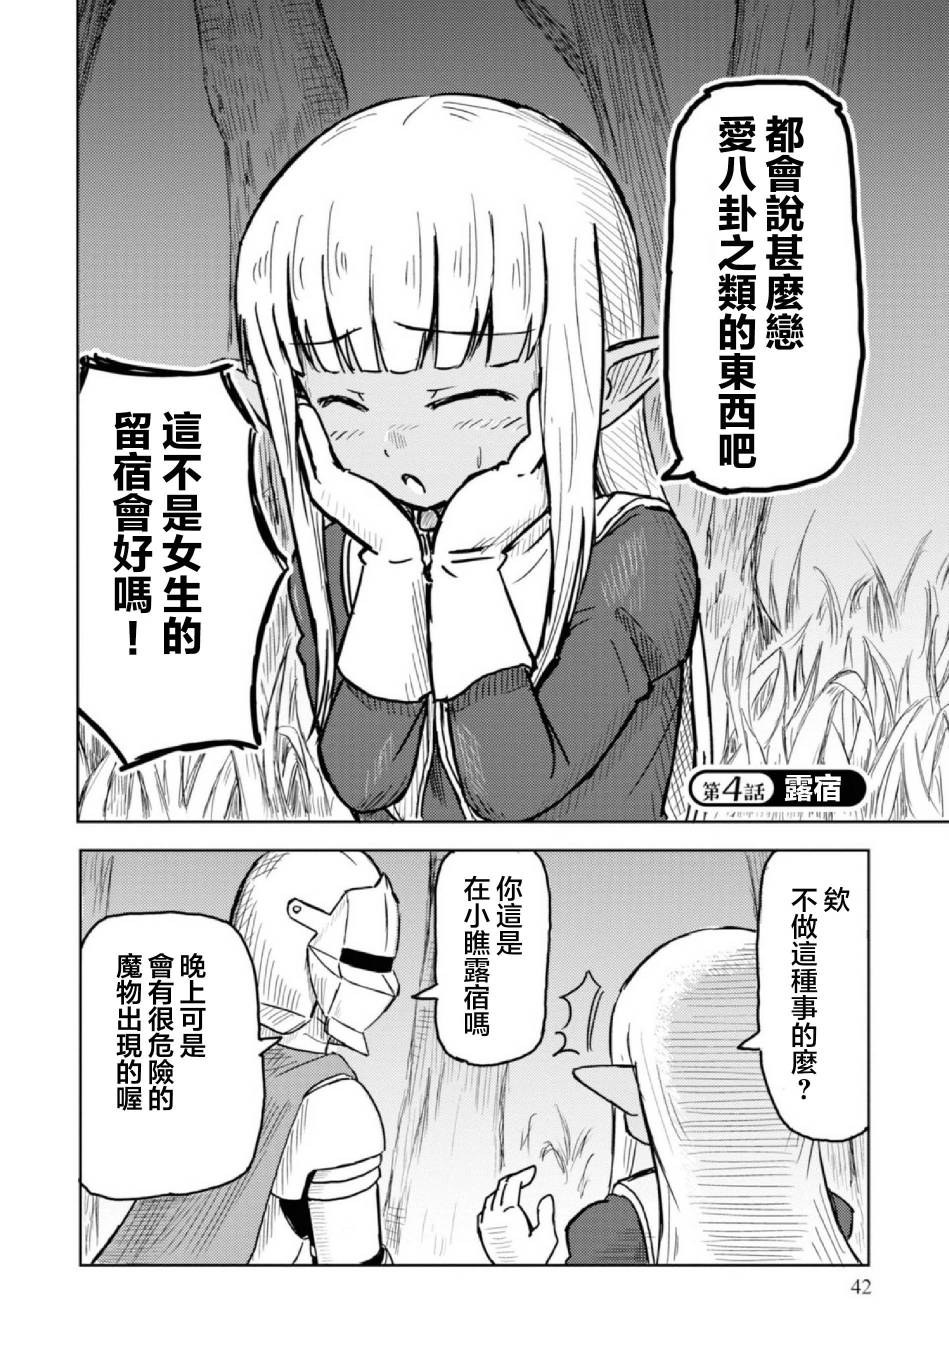 都會說甚麼戀
愛八卦之類的東西吧
這不是女生的
留宿會好嗎！
第4話 露宿
欸
不做這種事的麼？
你這是
在小瞧露宿嗎
晚上可是
會有很危險的
魔物出現的喔
42